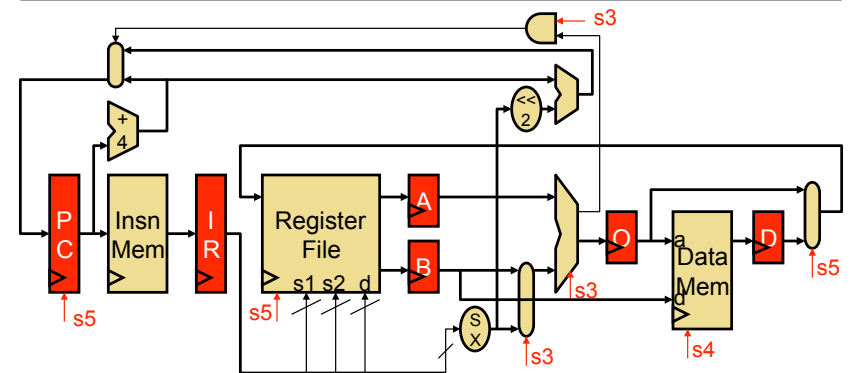 s3
<<
2
+
4
P
C
Insn
Mem
I
R
Register
File
s1 s2 d
A
B
S
X
O
a
Data
Mem
d
D
s5
s5
s3
s3
s4
s5